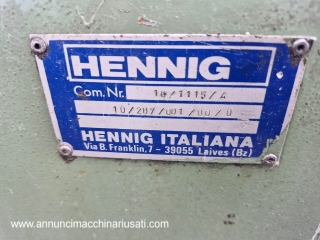 HENNIG
Com.Nr. 10/1115/4
10/207/001/00/0
HENNIG ITALIANA
Via B. Franklin,7 - 39055 Laives (Bz)
www.annuncimacchinariusati.com